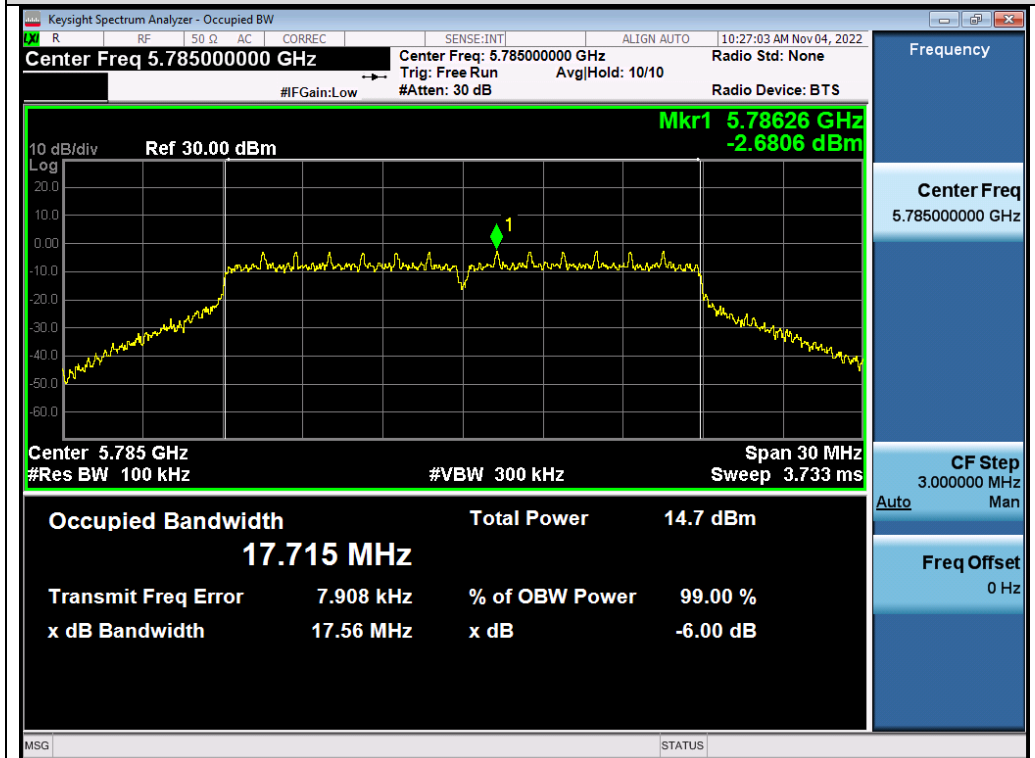 Keysight Spectrum Analyzer - Occupied BW
LXI R RF 50 Ω AC CORREC SENSE:INT ALIGN AUTO 10:27:03 AM Nov 04, 2022
Center Freq 5.785000000 GHz
Center Freq: 5.785000000 GHz
Radio Std: None
Trig: Free Run Avg|Hold: 10/10
#IFGain:Low #Atten: 30 dB Radio Device: BTS
Frequency
Mkr1 5.78626 GHz
-2.6806 dBm
10 dB/div Ref 30.00 dBm
Log
20.0
10.0
0.00
-10.0
-20.0
-30.0
-40.0
-50.0
-60.0
1
Center 5.785 GHz Span 30 MHz
#Res BW 100 kHz #VBW 300 kHz Sweep 3.733 ms
Occupied Bandwidth Total Power 14.7 dBm
17.715 MHz
Transmit Freq Error 7.908 kHz % of OBW Power 99.00 %
x dB Bandwidth 17.56 MHz x dB -6.00 dB
Center Freq
5.785000000 GHz
CF Step
3.000000 MHz
Auto Man
Freq Offset
0 Hz
MSG STATUS